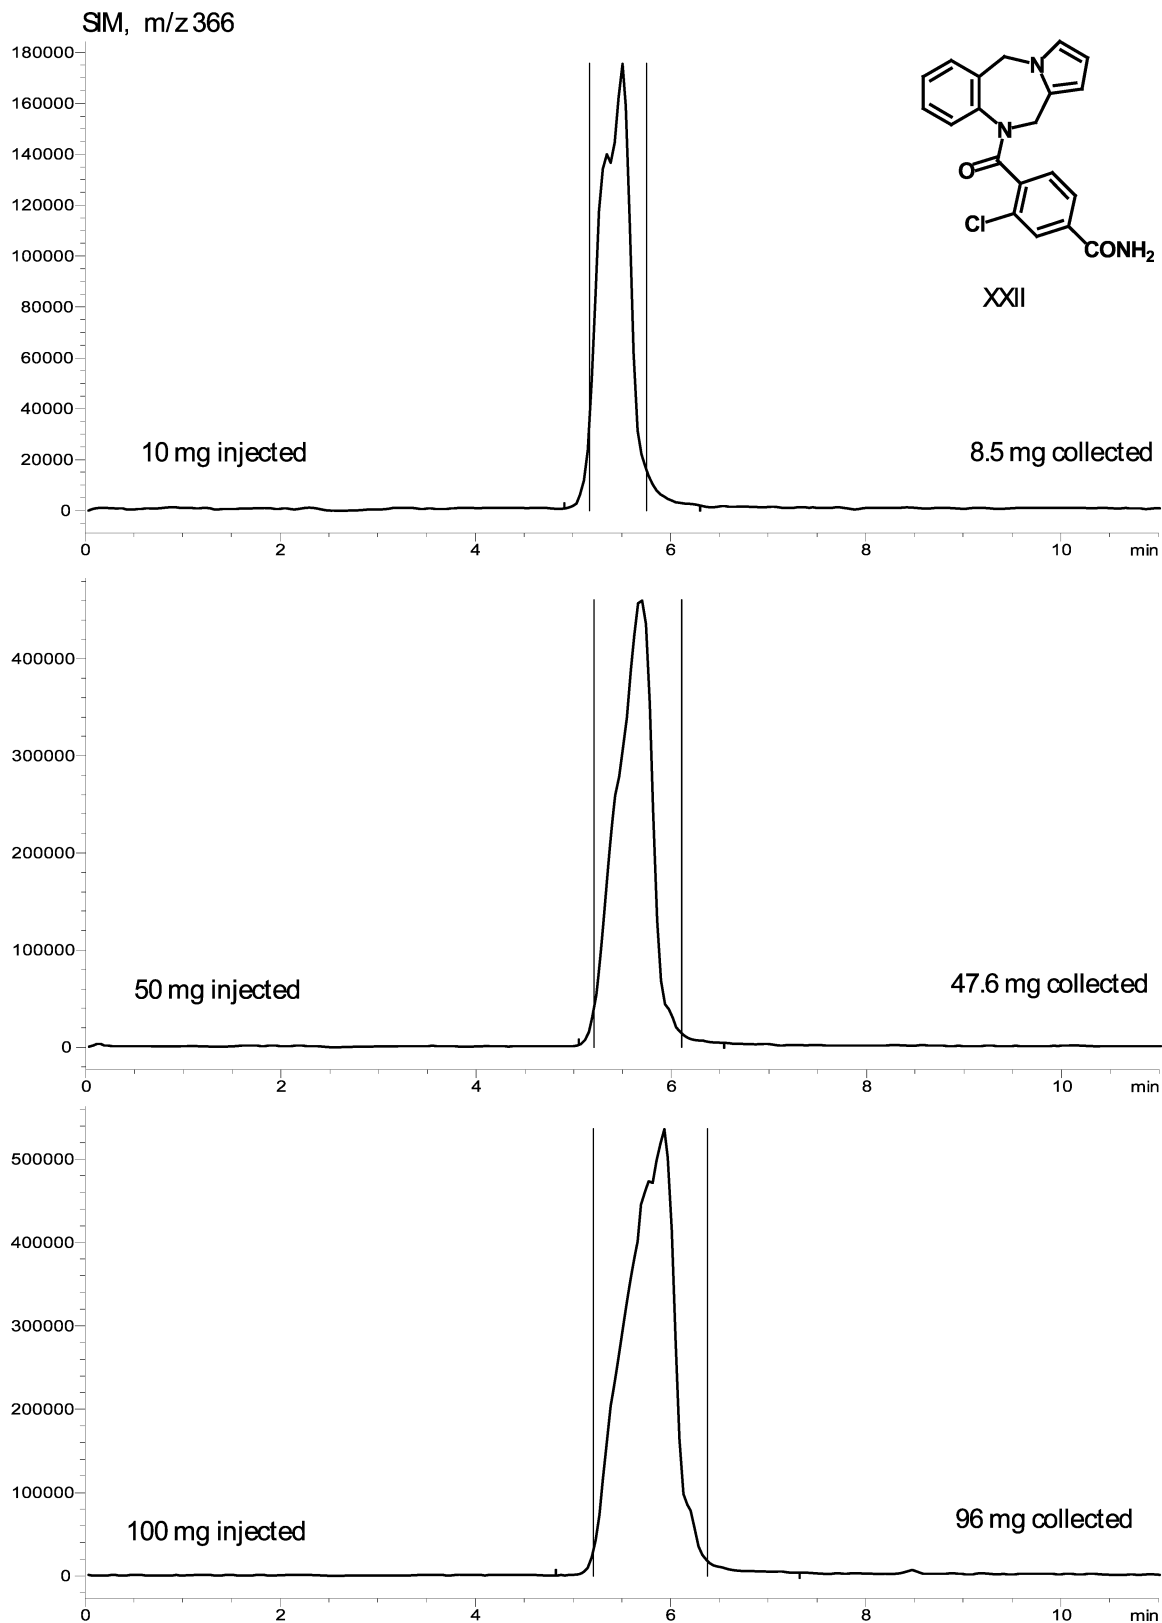 SIM, m/z 366
180000
160000
140000
120000
100000
80000
60000
40000
20000
0
N
N
O
Cl
CONH2
XXII
10 mg injected
8.5 mg collected
0 2 4 6 8 10 min
400000
300000
200000
100000
0
50 mg injected
47.6 mg collected
0 2 4 6 8 10 min
500000
400000
300000
200000
100000
0
100 mg injected
96 mg collected
0 2 4 6 8 10 min